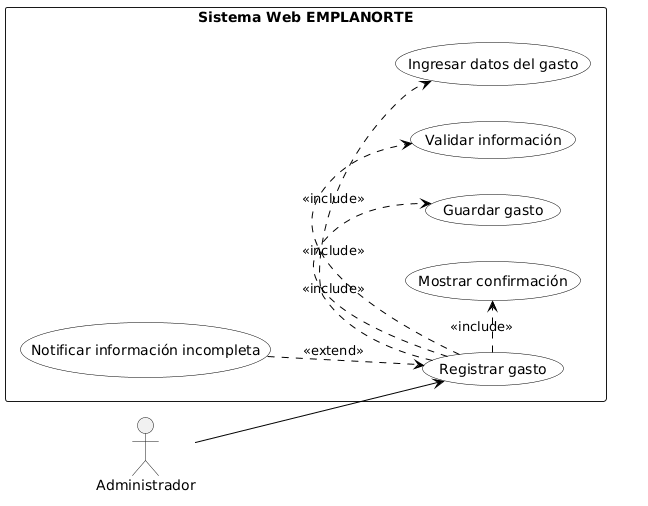 Sistema Web EMPLANORTE
Ingresar datos del gasto
Validar información
«include»
Guardar gasto
«include»
Mostrar confirmación
«include»
«include»
Notificar información incompleta
«extend»
Registrar gasto
Administrador